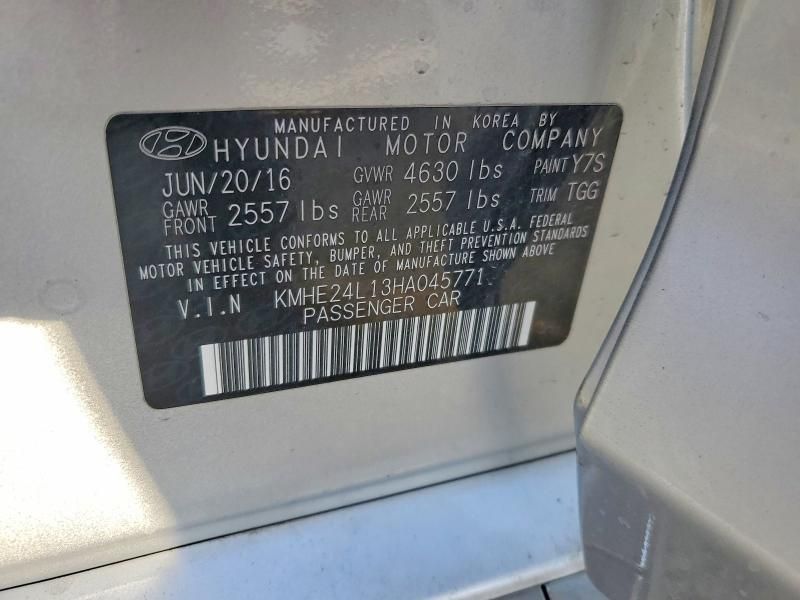 MANUFACTURED IN KOREA BY
HYUNDAI MOTOR COMPANY
JUN/20/16 GVWR 4630 lbs PAINT Y7S
GAWR FRONT 2557 lbs GAWR REAR 2557 lbs TRIM TGG
THIS VEHICLE CONFORMS TO ALL APPLICABLE U.S.A. FEDERAL
MOTOR VEHICLE SAFETY, BUMPER, AND THEFT PREVENTION STANDARDS
IN EFFECT ON THE DATE OF MANUFACTURE SHOWN ABOVE
V.I.N KMHE24L13HA045771
PASSENGER CAR